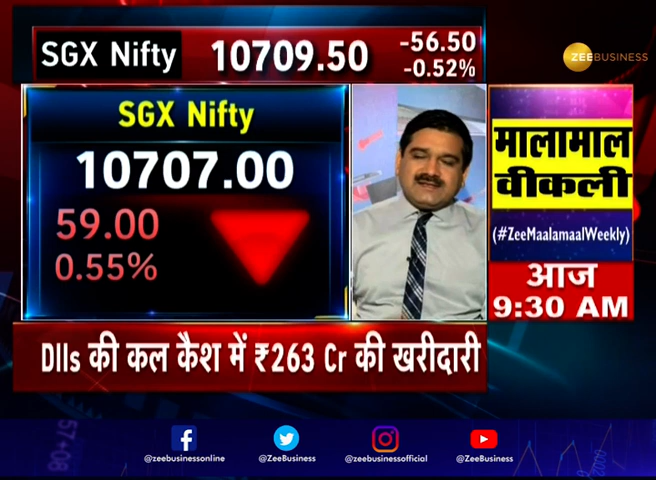 SGX Nifty 10709.50 -56.50
-0.52%
ZEEBUSINESS
SGX Nifty
10707.00
59.00
0.55%
मालामाल
वीकली
(#ZeeMaalamaalWeekly)
आज
9:30 AM
DIIs की कल कैश में ₹263 Cr की खरीदारी
@zeebusinessonline @ZeeBusiness @zeebusinessofficial @ZeeBusiness